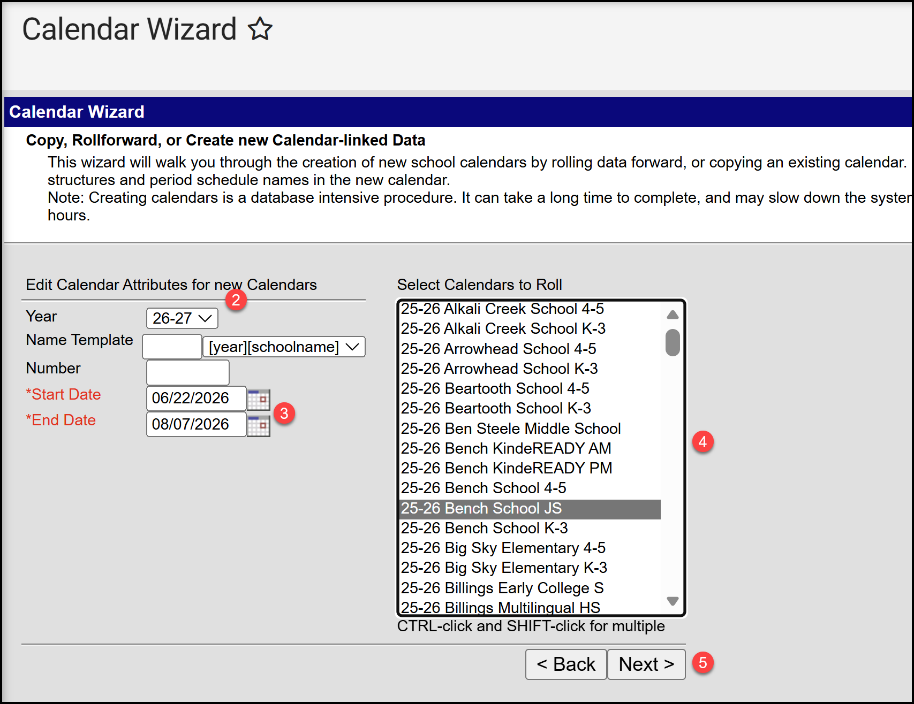 Calendar Wizard
Calendar Wizard
Copy, Rollforward, or Create new Calendar-linked Data
This wizard will walk you through the creation of new school calendars by rolling data forward, or copying an existing calendar.
structures and period schedule names in the new calendar.
Note: Creating calendars is a database intensive procedure. It can take a long time to complete, and may slow down the syster
hours.
Edit Calendar Attributes for new Calendars
2
Year
26-27
Name Template
[year][schoolname]
Number
*Start Date
06/22/2026
*End Date
08/07/2026
3
Select Calendars to Roll
25-26 Alkali Creek School 4-5
25-26 Alkali Creek School K-3
25-26 Arrowhead School 4-5
25-26 Arrowhead School K-3
25-26 Beartooth School 4-5
25-26 Beartooth School K-3
25-26 Ben Steele Middle School
25-26 Bench KindeREADY AM
25-26 Bench KindeREADY PM
25-26 Bench School 4-5
25-26 Bench School JS
25-26 Bench School K-3
25-26 Big Sky Elementary 4-5
25-26 Big Sky Elementary K-3
25-26 Billings Early College S
25-26 Billings Multilingual HS
4
CTRL-click and SHIFT-click for multiple
< Back
Next >
5